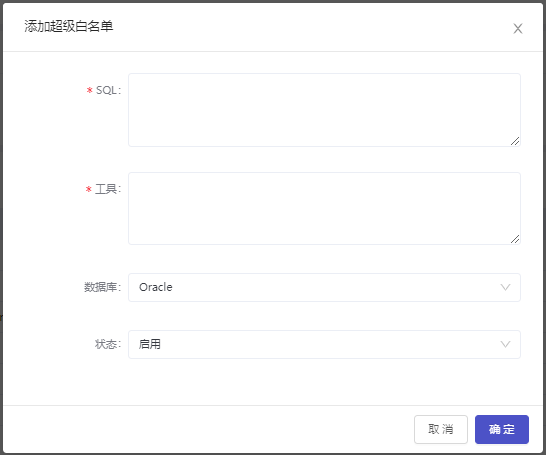 添加超级白名单
* SQL：
* 工具：
数据库： Oracle
状态： 启用
取 消 确 定